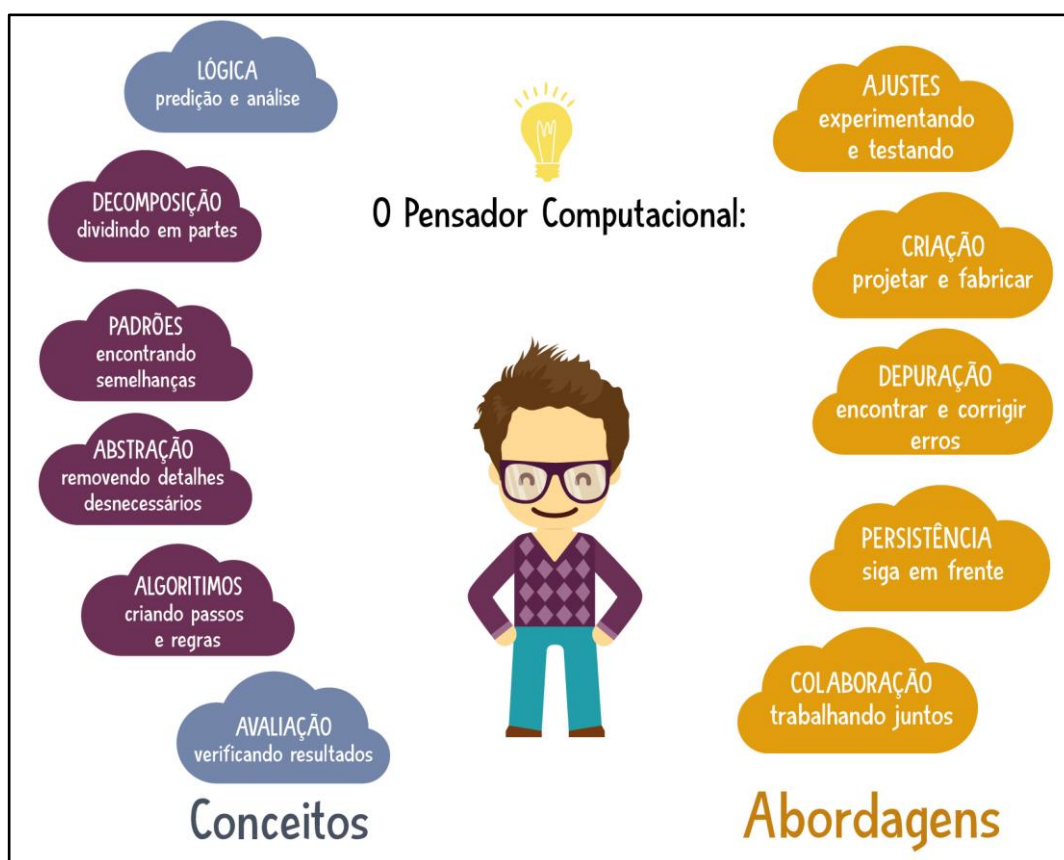 LÓGICA
predição e análise
DECOMPOSIÇÃO
dividindo em partes
PADRÕES
encontrando
semelhanças
ABSTRAÇÃO
removendo detalhes
desnecessários
ALGORITIMOS
criando passos
e regras
AVALIAÇÃO
verificando resultados
Conceitos
O Pensador Computacional:
AJUSTES
experimentando
e testando
CRIAÇÃO
projetar e fabricar
DEPURAÇÃO
encontrar e corrigir
erros
PERSISTÊNCIA
siga em frente
COLABORAÇÃO
trabalhando juntos
Abordagens